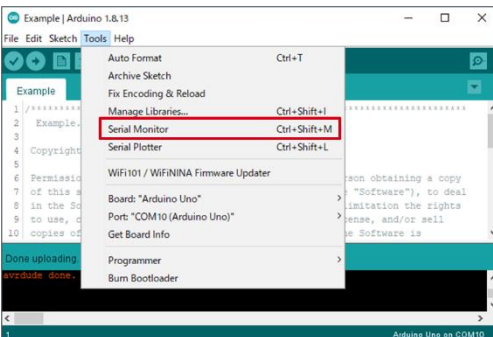 Example | Arduino 1.8.13
File Edit Sketch Tools Help
Example
Auto Format Ctrl+T
Archive Sketch
Fix Encoding & Reload
Manage Libraries... Ctrl+Shift+I
Serial Monitor Ctrl+Shift+M
Serial Plotter Ctrl+Shift+L
WiFi101 / WiFiNINA Firmware Updater
Board: "Arduino Uno"
Port: "COM10 (Arduino Uno)"
Get Board Info
Programmer
Burn Bootloader
1 /*********
2 Example.
3
4 Copyright
5
6 Permissio rson obtaining a copy
7 of this s "Software"), to deal
8 in the So imitation the rights
9 to use, c ense, and/or sell
10 copies of e Software is
Done uploading.
avrdude done.
1 Arduino Uno on COM10